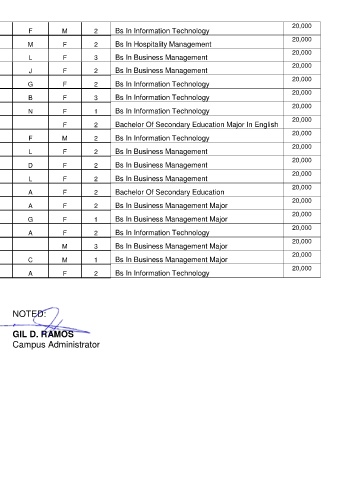 F M 2 Bs In Information Technology 20,000
M F 2 Bs In Hospitality Management 20,000
L F 3 Bs In Business Management 20,000
J F 2 Bs In Business Management 20,000
G F 2 Bs In Information Technology 20,000
B F 3 Bs In Information Technology 20,000
N F 1 Bs In Information Technology 20,000
F 2 Bachelor Of Secondary Education Major In English 20,000
F M 2 Bs In Information Technology 20,000
L F 2 Bs In Business Management 20,000
D F 2 Bs In Business Management 20,000
L F 2 Bs In Business Management 20,000
A F 2 Bachelor Of Secondary Education 20,000
A F 2 Bs In Business Management Major 20,000
G F 1 Bs In Business Management Major 20,000
A F 2 Bs In Information Technology 20,000
M 3 Bs In Business Management Major 20,000
C M 1 Bs In Business Management Major 20,000
A F 2 Bs In Information Technology 20,000
NOTED:
GIL D. RAMOS
Campus Administrator